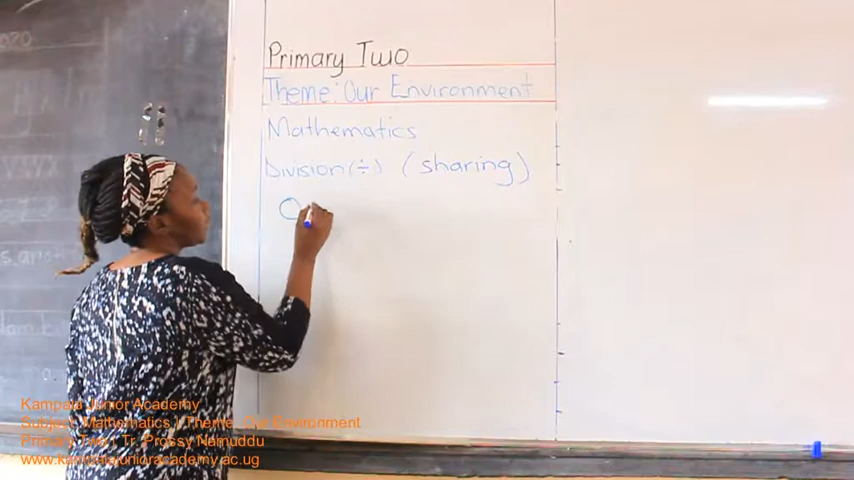 Primary Two
Theme: Our Environment
Mathematics
Division (÷) (sharing)
Kampala Junior Academy
Subject: Mathematics | Theme: Our Environment
Primary Two | Tr. Prossy Namuddu
www.kampalajunioracademy.ac.ug